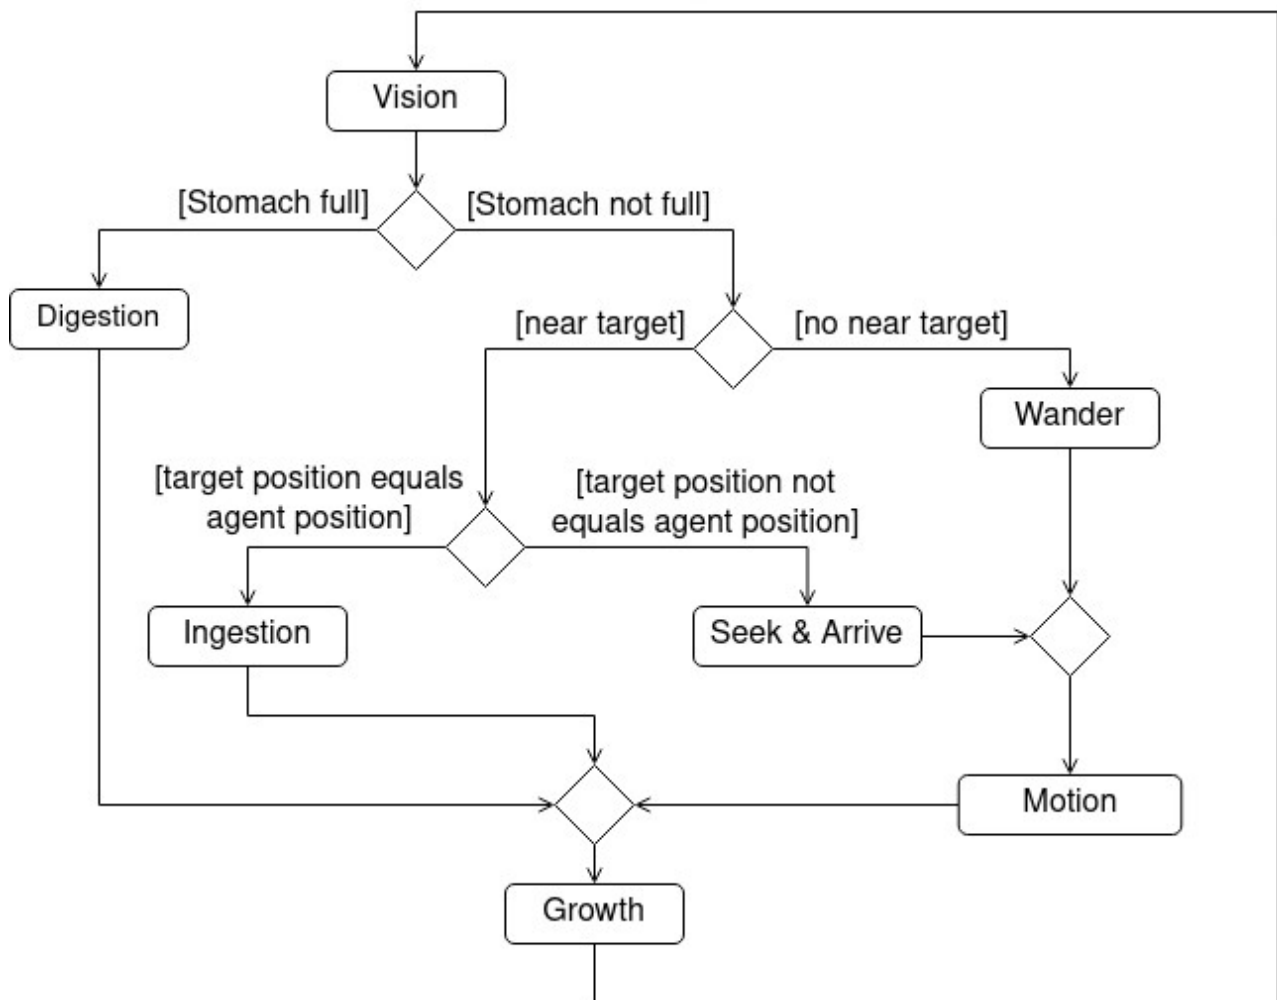 Vision
[Stomach full]
[Stomach not full]
Digestion
[near target]
[no near target]
Wander
[target position equals
agent position]
[target position not
equals agent position]
Ingestion
Seek & Arrive
Motion
Growth